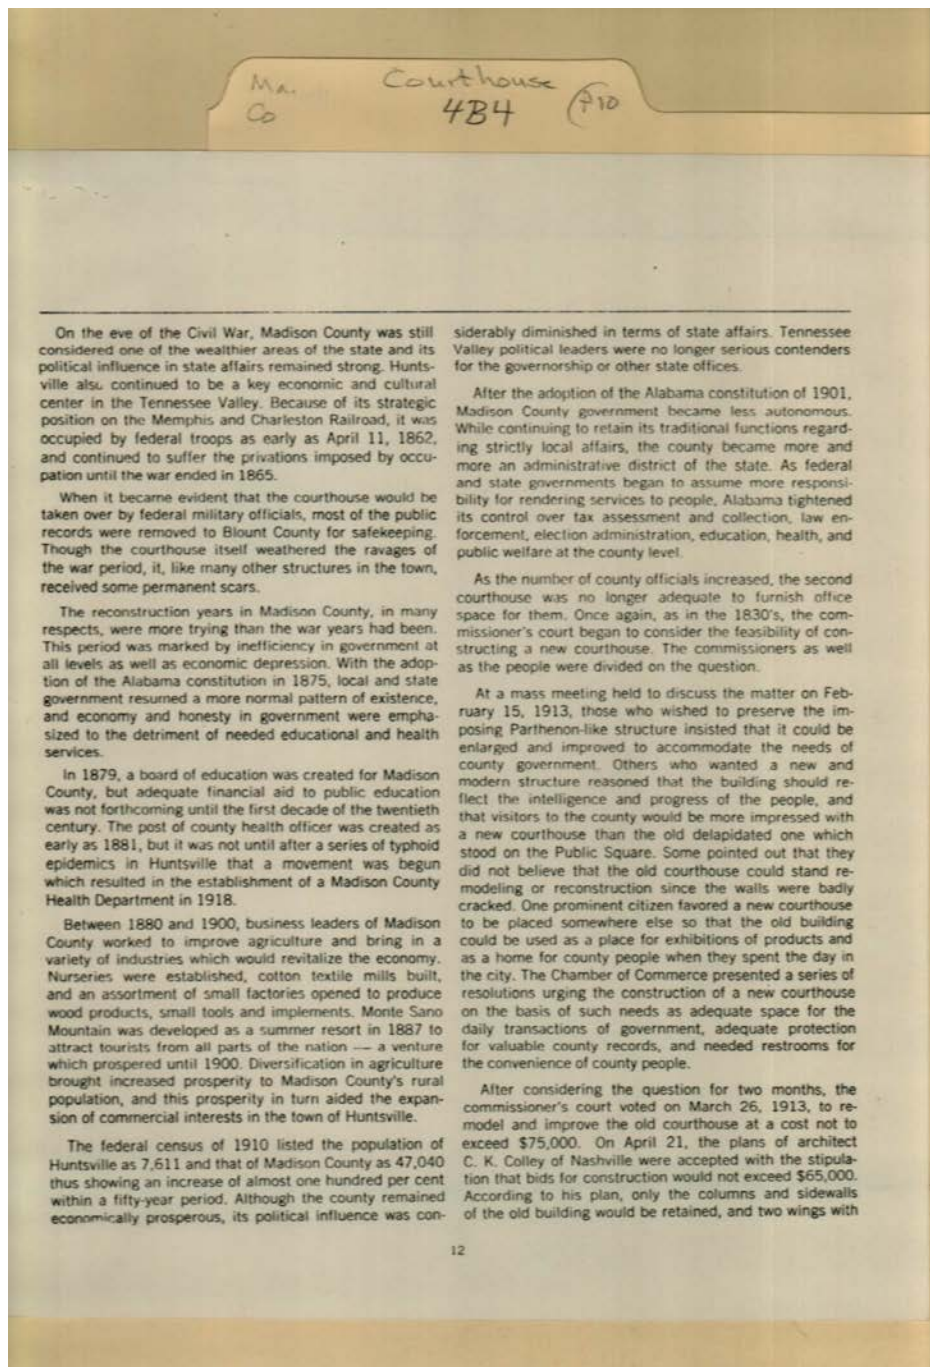 Ma.
Co
Courthouse
4B4
P10
On the eve of the Civil War, Madison County was still
considered one of the wealthier areas of the state and its
political influence in state affairs remained strong. Hunts-
ville also continued to be a key economic and cultural
center in the Tennessee Valley. Because of its strategic
position on the Memphis and Charleston Railroad, it was
occupied by federal troops as early as April 11, 1862,
and continued to suffer the privations imposed by occu-
pation until the war ended in 1865.
When it became evident that the courthouse would be
taken over by federal military officials, most of the public
records were removed to Blount County for safekeeping.
Though the courthouse itself weathered the ravages of
the war period, it, like many other structures in the town,
received some permanent scars.
The reconstruction years in Madison County, in many
respects, were more trying than the war years had been.
This period was marked by inefficiency in government at
all levels as well as economic depression. With the adop-
tion of the Alabama constitution in 1875, local and state
government resumed a more normal pattern of existence,
and economy and honesty in government were empha-
sized to the detriment of needed educational and health
services.
In 1879, a board of education was created for Madison
County, but adequate financial aid to public education
was not forthcoming until the first decade of the twentieth
century. The post of county health officer was created as
early as 1881, but it was not until after a series of typhoid
epidemics in Huntsville that a movement was begun
which resulted in the establishment of a Madison County
Health Department in 1918.
Between 1880 and 1900, business leaders of Madison
County worked to improve agriculture and bring in a
variety of industries which would revitalize the economy.
Nurseries were established, cotton textile mills built,
and an assortment of small factories opened to produce
wood products, small tools and implements. Monte Sano
Mountain was developed as a summer resort in 1887 to
attract tourists from all parts of the nation — a venture
which prospered until 1900. Diversification in agriculture
brought increased prosperity to Madison County's rural
population, and this prosperity in turn aided the expan-
sion of commercial interests in the town of Huntsville.
The federal census of 1910 listed the population of
Huntsville as 7,611 and that of Madison County as 47,040
thus showing an increase of almost one hundred per cent
within a fifty-year period. Although the county remained
economically prosperous, its political influence was con-
siderably diminished in terms of state affairs. Tennessee
Valley political leaders were no longer serious contenders
for the governorship or other state offices.
After the adoption of the Alabama constitution of 1901,
Madison County government became less autonomous.
While continuing to retain its traditional functions regard-
ing strictly local affairs, the county became more and
more an administrative district of the state. As federal
and state governments began to assume more responsi-
bility for rendering services to people, Alabama tightened
its control over tax assessment and collection, law en-
forcement, election administration, education, health, and
public welfare at the county level.
As the number of county officials increased, the second
courthouse was no longer adequate to furnish office
space for them. Once again, as in the 1830's, the com-
missioner's court began to consider the feasibility of con-
structing a new courthouse. The commissioners as well
as the people were divided on the question.
At a mass meeting held to discuss the matter on Feb-
ruary 15, 1913, those who wished to preserve the im-
posing Parthenon-like structure insisted that it could be
enlarged and improved to accommodate the needs of
county government. Others who wanted a new and
modern structure reasoned that the building should re-
flect the intelligence and progress of the people, and
that visitors to the county would be more impressed with
a new courthouse than the old delapidated one which
stood on the Public Square. Some pointed out that they
did not believe that the old courthouse could stand re-
modeling or reconstruction since the walls were badly
cracked. One prominent citizen favored a new courthouse
to be placed somewhere else so that the old building
could be used as a place for exhibitions of products and
as a home for county people when they spent the day in
the city. The Chamber of Commerce presented a series of
resolutions urging the construction of a new courthouse
on the basis of such needs as adequate space for the
daily transactions of government, adequate protection
for valuable county records, and needed restrooms for
the convenience of county people.
After considering the question for two months, the
commissioner's court voted on March 26, 1913, to re-
model and improve the old courthouse at a cost not to
exceed $75,000. On April 21, the plans of architect
C. K. Colley of Nashville were accepted with the stipula-
tion that bids for construction would not exceed $65,000.
According to his plan, only the columns and sidewalls
of the old building would be retained, and two wings with
12